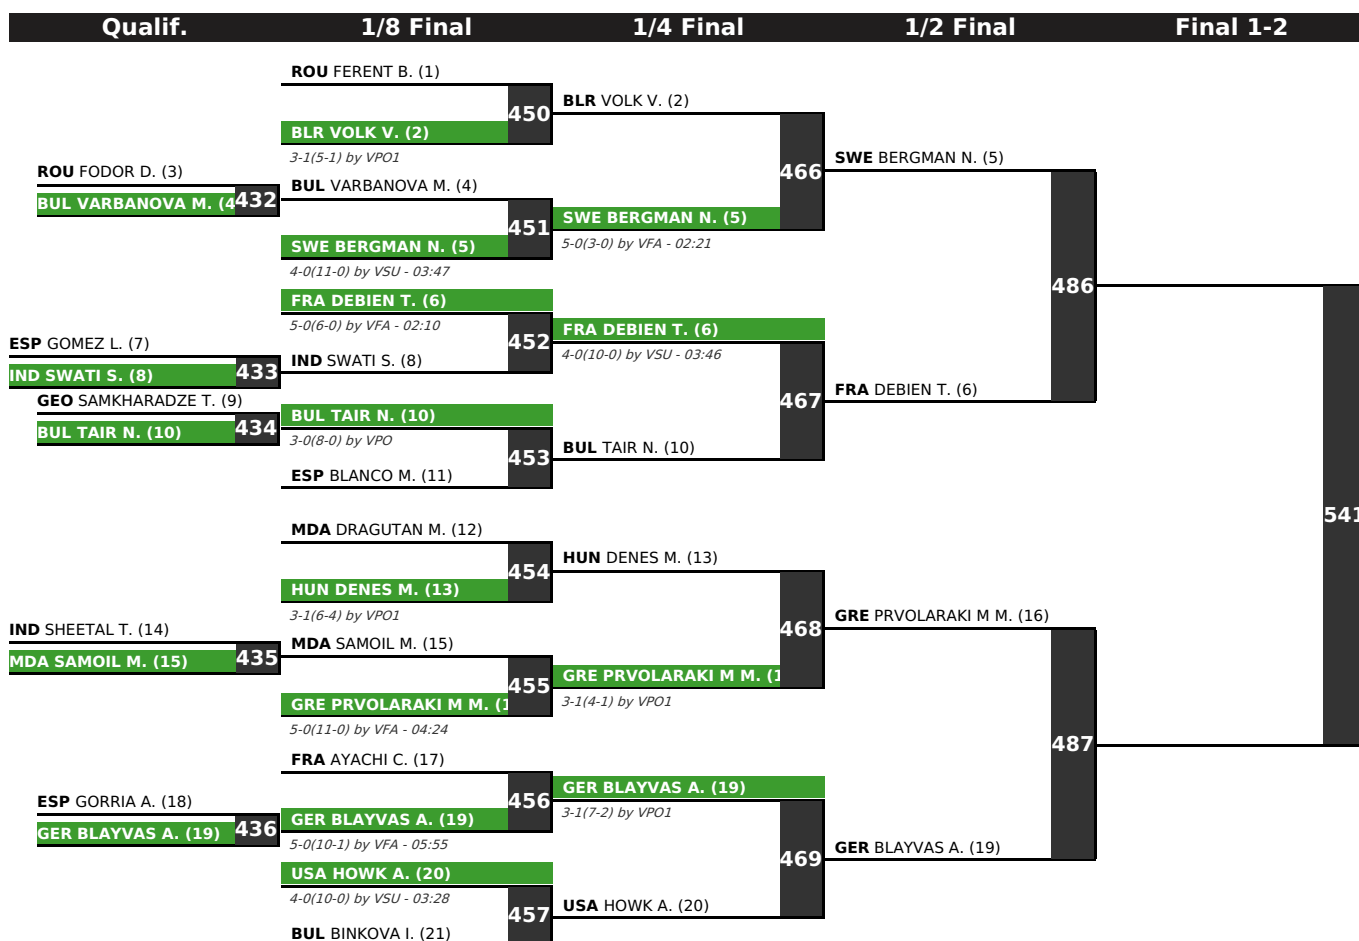 Qualif.
1/8 Final
1/4 Final
1/2 Final
Final 1-2
ROU FODOR D. (3)
BUL VARBANOVA M. (4
432
ESP GOMEZ L. (7)
IND SWATI S. (8)
433
GEO SAMKHARADZE T. (9)
BUL TAIR N. (10)
434
IND SHEETAL T. (14)
MDA SAMOIL M. (15)
435
ESP GORRIA A. (18)
GER BLAYVAS A. (19)
436
ROU FERENT B. (1)
450
BLR VOLK V. (2)
3-1(5-1) by VPO1
BUL VARBANOVA M. (4)
451
SWE BERGMAN N. (5)
4-0(11-0) by VSU - 03:47
FRA DEBIEN T. (6)
5-0(6-0) by VFA - 02:10
452
IND SWATI S. (8)
BUL TAIR N. (10)
3-0(8-0) by VPO
453
ESP BLANCO M. (11)
MDA DRAGUTAN M. (12)
454
HUN DENES M. (13)
3-1(6-4) by VPO1
MDA SAMOIL M. (15)
455
GRE PRVOLARAKI M M. (1
5-0(11-0) by VFA - 04:24
FRA AYACHI C. (17)
456
GER BLAYVAS A. (19)
5-0(10-1) by VFA - 05:55
USA HOWK A. (20)
4-0(10-0) by VSU - 03:28
457
BUL BINKOVA I. (21)
BLR VOLK V. (2)
466
SWE BERGMAN N. (5)
5-0(3-0) by VFA - 02:21
FRA DEBIEN T. (6)
4-0(10-0) by VSU - 03:46
467
BUL TAIR N. (10)
HUN DENES M. (13)
468
GRE PRVOLARAKI M M. (1
3-1(4-1) by VPO1
GER BLAYVAS A. (19)
3-1(7-2) by VPO1
469
USA HOWK A. (20)
SWE BERGMAN N. (5)
486
FRA DEBIEN T. (6)
GRE PRVOLARAKI M M. (16)
487
GER BLAYVAS A. (19)
541